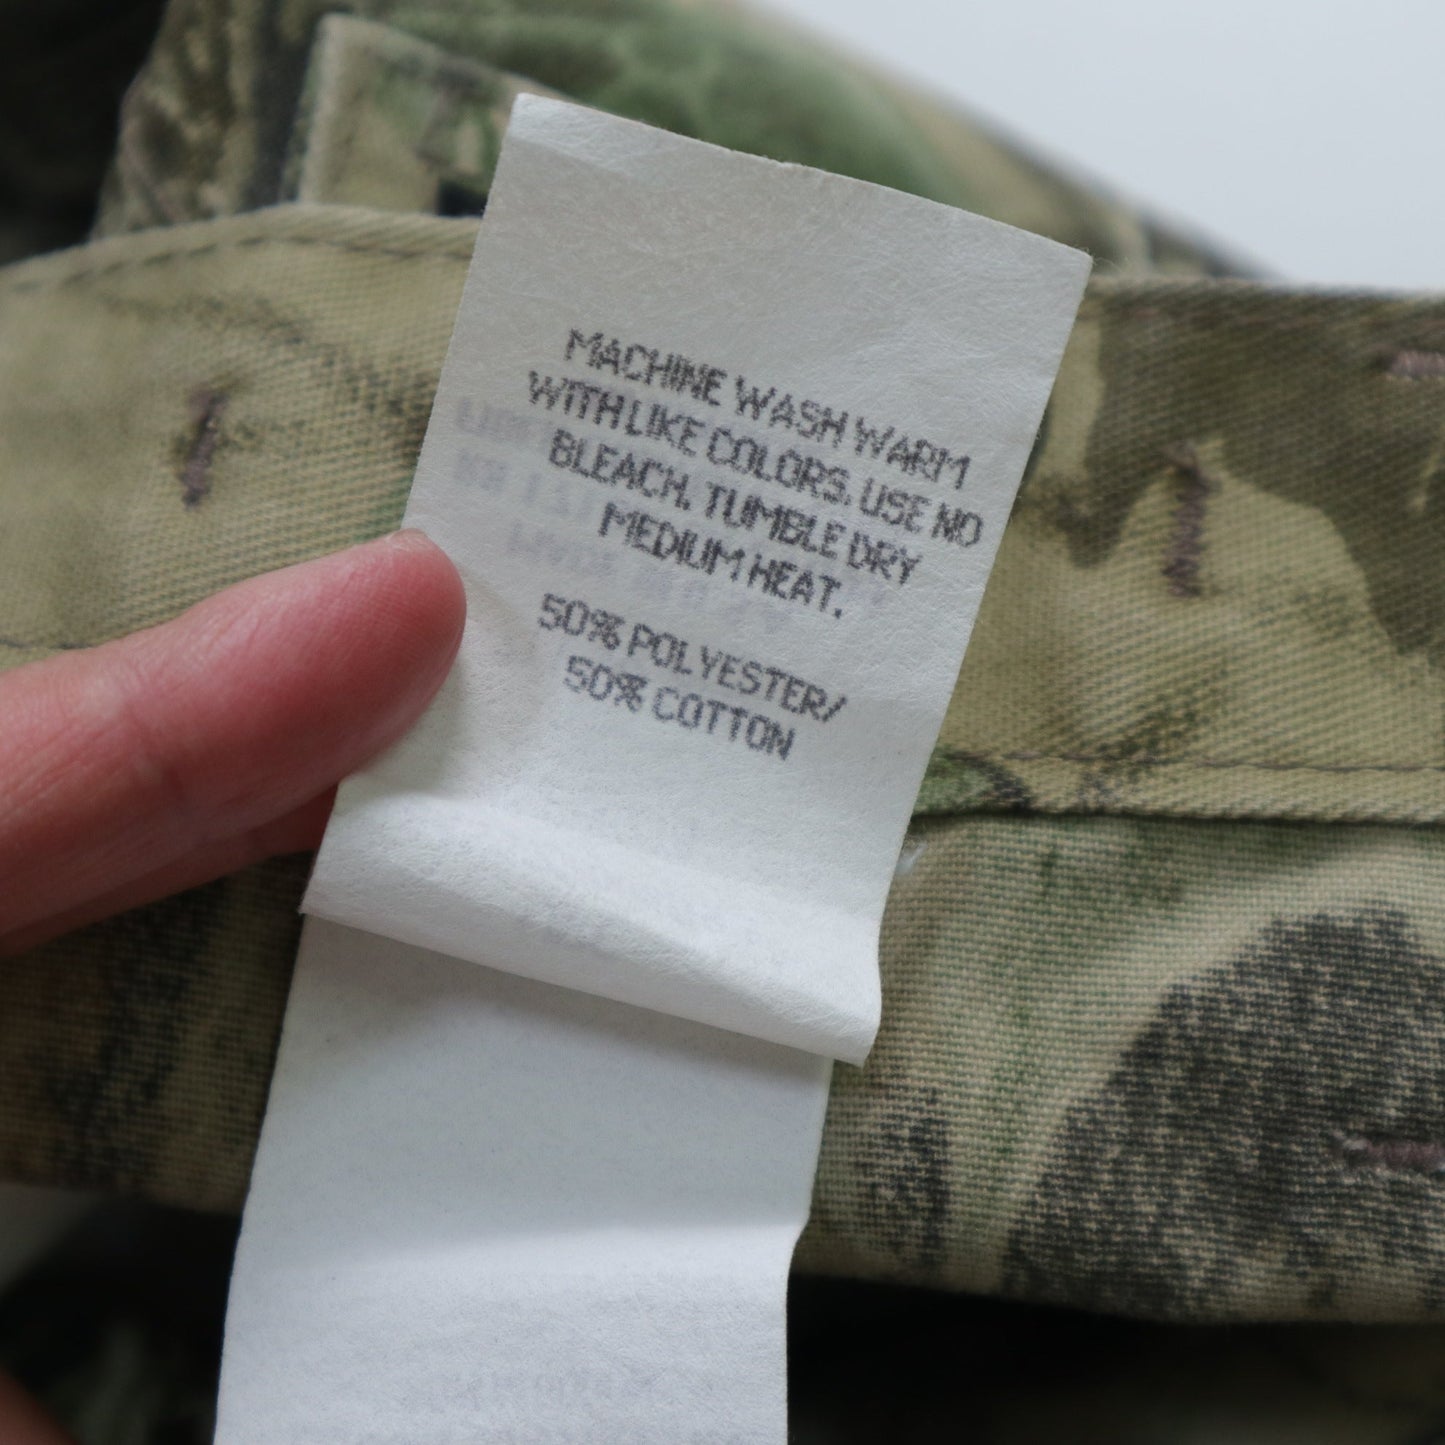 MACHINE WASH WARM
WITH LIKE COLORS. USE NO
BLEACH. TUMBLE DRY
MEDIUM HEAT.
50% POLYESTER/
50% COTTON